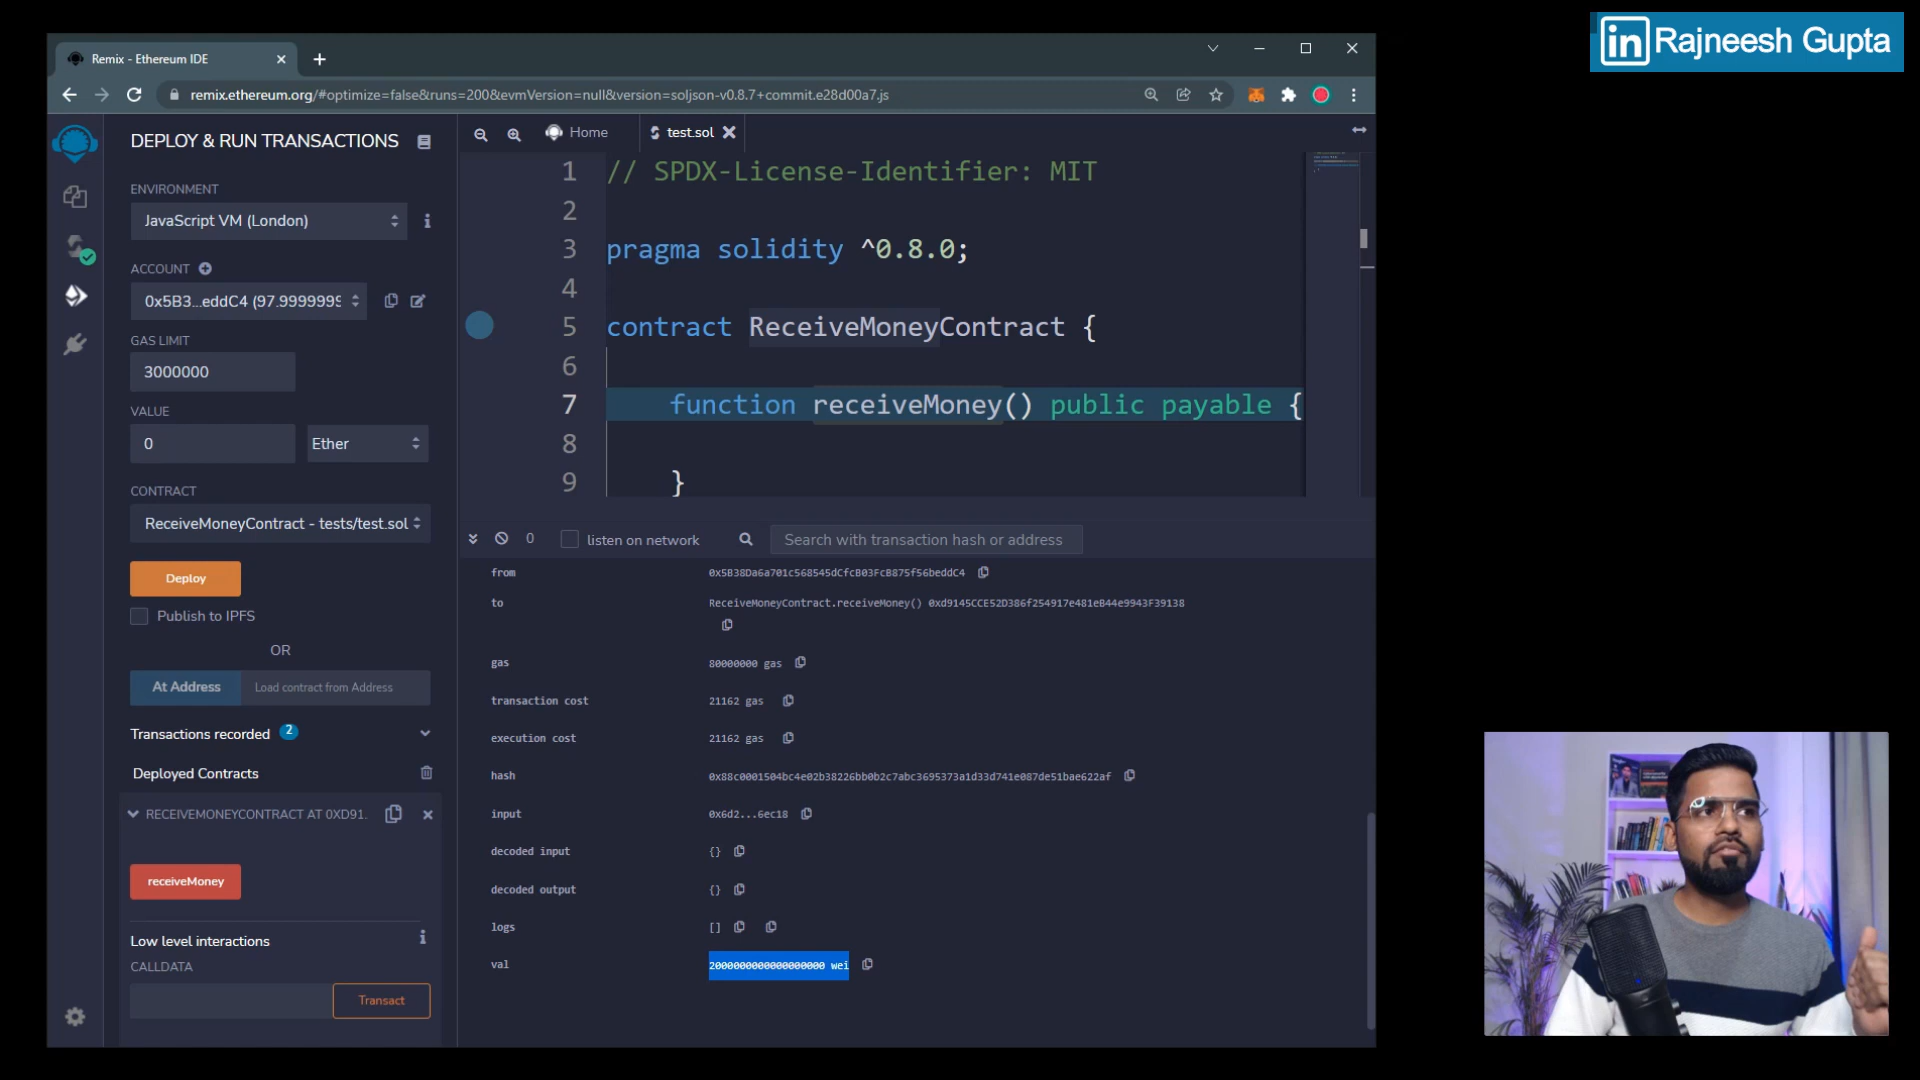 in Rajneesh Gupta
Remix - Ethereum IDE
remix.ethereum.org/#optimize=false&runs=200&evmVersion=null&version=soljson-v0.8.7+commit.e28d00a7.js
DEPLOY & RUN TRANSACTIONS
ENVIRONMENT
JavaScript VM (London)
ACCOUNT
0x5B3...eddC4 (97.9999999
GAS LIMIT
3000000
VALUE
0
Ether
CONTRACT
ReceiveMoneyContract - tests/test.sol
Deploy
Publish to IPFS
OR
At Address
Load contract from Address
Transactions recorded 2
Deployed Contracts
RECEIVEMONEYCONTRACT AT 0XD91.
receiveMoney
Low level interactions
CALLDATA
Transact
Home
test.sol
1 // SPDX-License-Identifier: MIT
2
3 pragma solidity ^0.8.0;
4
5 contract ReceiveMoneyContract {
6
7 function receiveMoney() public payable {
8
9 }
0
listen on network
Search with transaction hash or address
from 0x5B38Da6a701c568545dCfcB03FcB875f56beddC4
to ReceiveMoneyContract.receiveMoney() 0xd9145CCE52D386f254917e481eB44e9943F39138
gas 80000000 gas
transaction cost 21162 gas
execution cost 21162 gas
hash 0x88c0001504bc4e02b38226bb0b2c7abc3695373a1d33d741e087de51bae622af
input 0x6d2...6ec18
decoded input {}
decoded output {}
logs []
val 2000000000000000000 wei